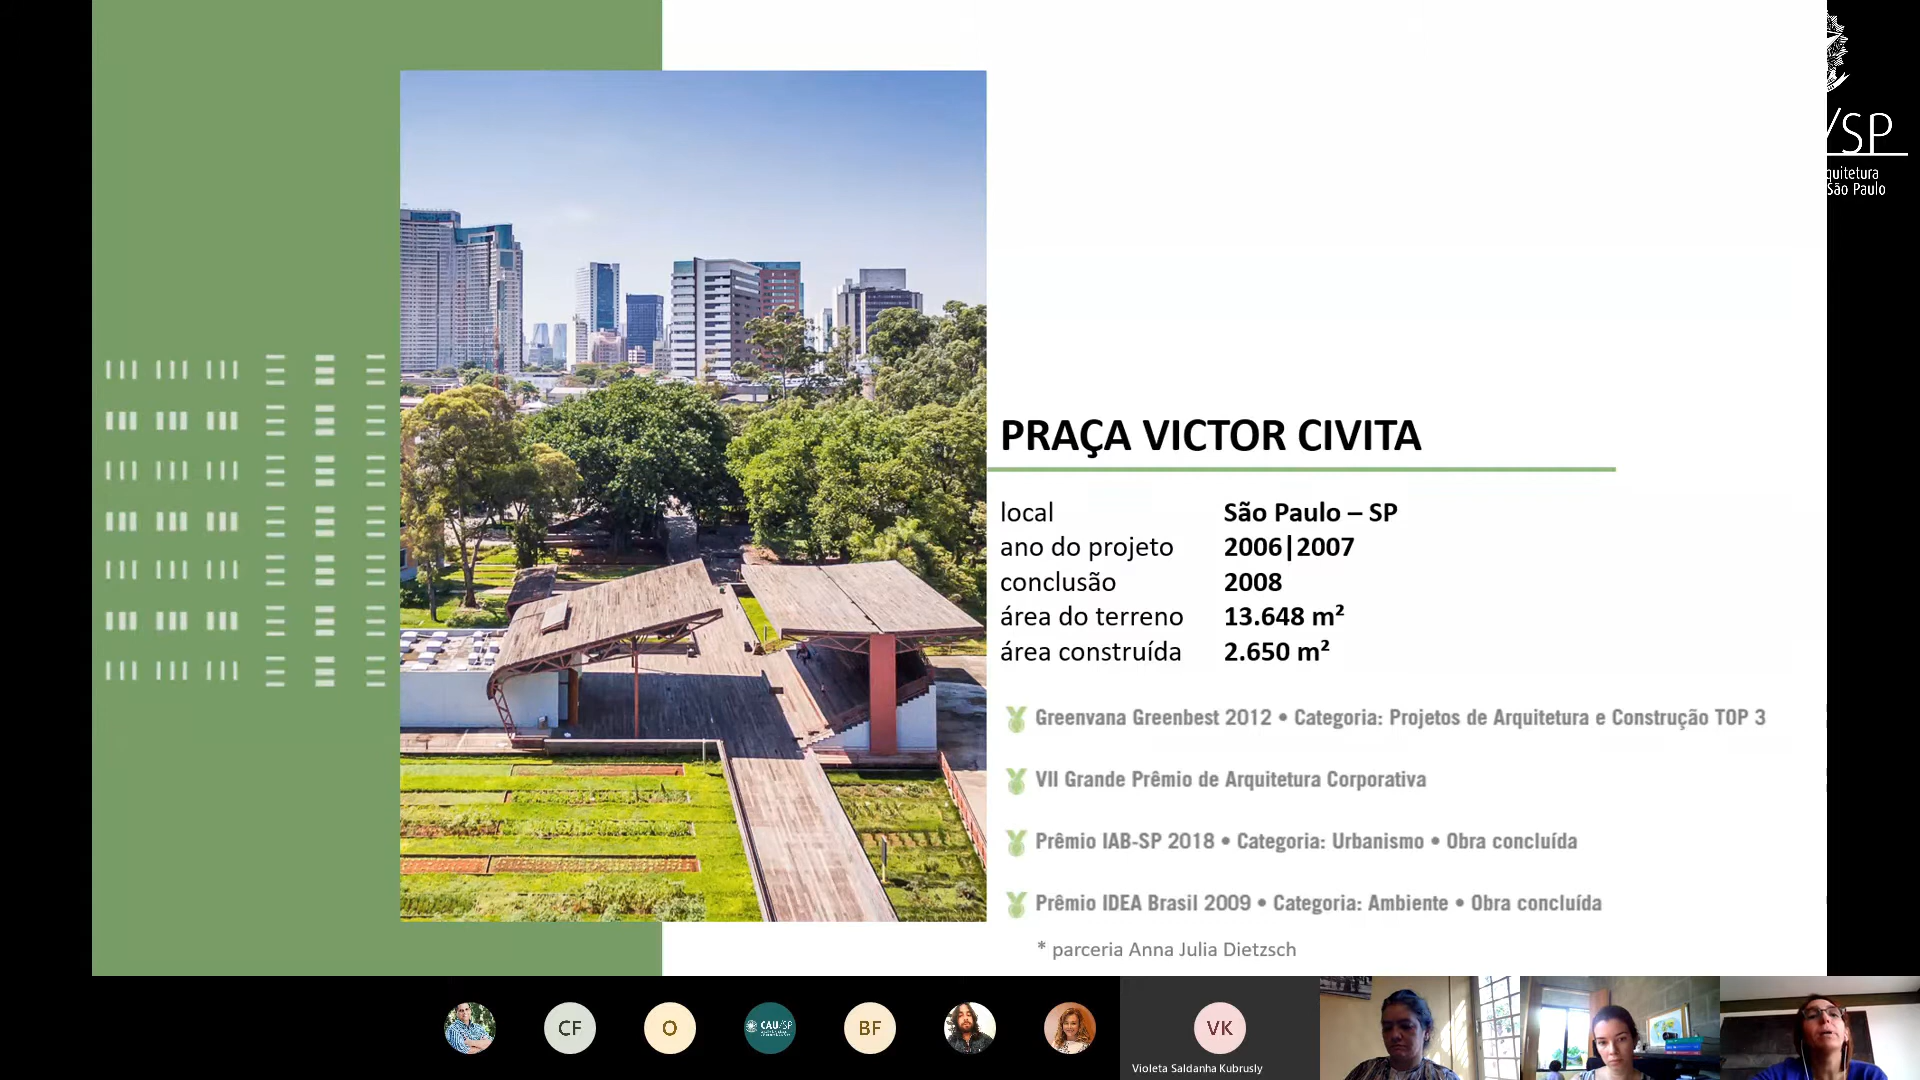 /SP
quitetura
São Paulo
PRAÇA VICTOR CIVITA
local São Paulo – SP
ano do projeto 2006|2007
conclusão 2008
área do terreno 13.648 m²
área construída 2.650 m²
Greenvana Greenbest 2012 • Categoria: Projetos de Arquitetura e Construção TOP 3
VII Grande Prêmio de Arquitetura Corporativa
Prêmio IAB-SP 2018 • Categoria: Urbanismo • Obra concluída
Prêmio IDEA Brasil 2009 • Categoria: Ambiente • Obra concluída
* parceria Anna Julia Dietzsch
CF
O
CAU/SP
BF
VK
Violeta Saldanha Kubrusly